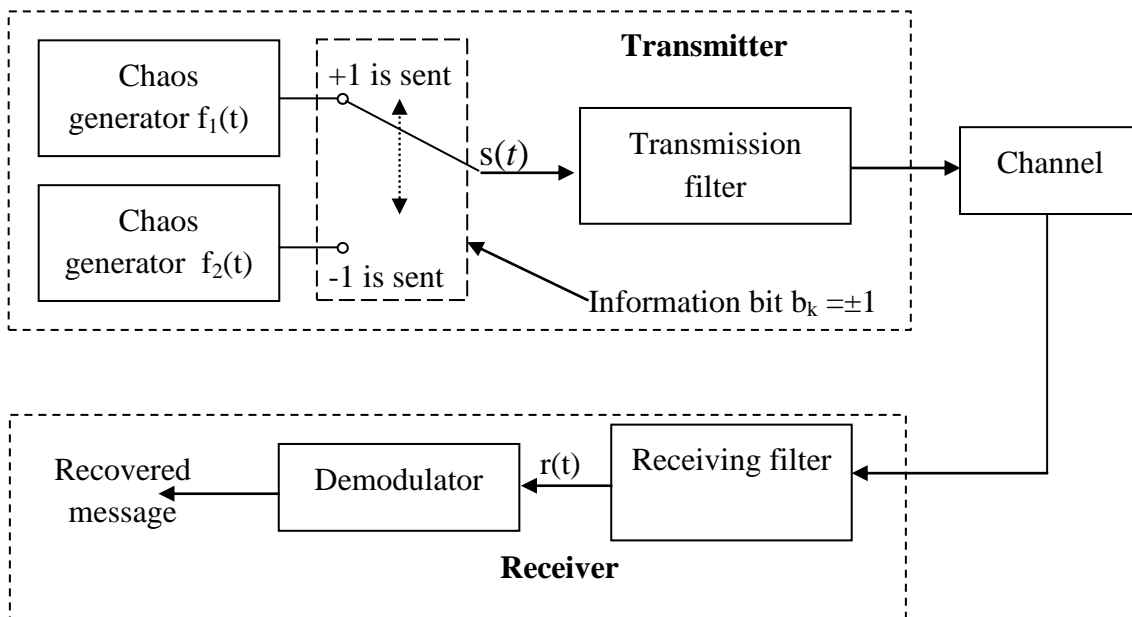 Transmitter
Chaos
generator f₁(t)
+1 is sent
s(t)
Transmission
filter
Channel
Chaos
generator f₂(t)
-1 is sent
Information bit bₖ =±1
Recovered
message
Demodulator
r(t)
Receiving filter
Receiver